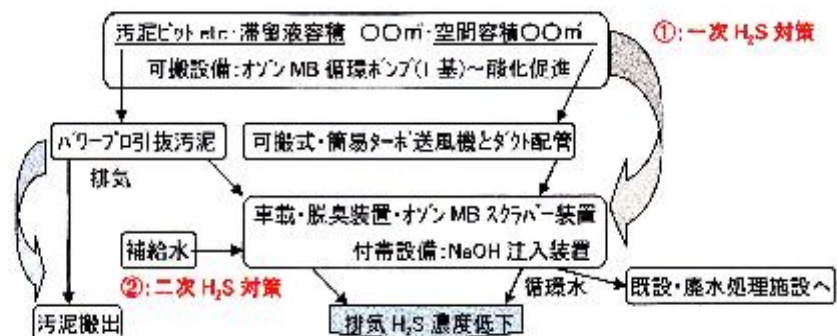 汚泥ピット etc・滞留液容積 〇〇㎥・空間容積〇〇㎥
①:一次 H₂S 対策
可搬設備:オゾン MB 循環ポンプ(1 基)～酸化促進
パワープロ引抜汚泥
可搬式・簡易ターボ送風機とダクト配管
排気
車載・脱臭装置・オゾン MB スクラバー装置
付帯設備:NaOH 注入装置
補給水
②:二次 H₂S 対策
循環水
既設・廃水処理施設へ
汚泥搬出
排気 H₂S 濃度低下